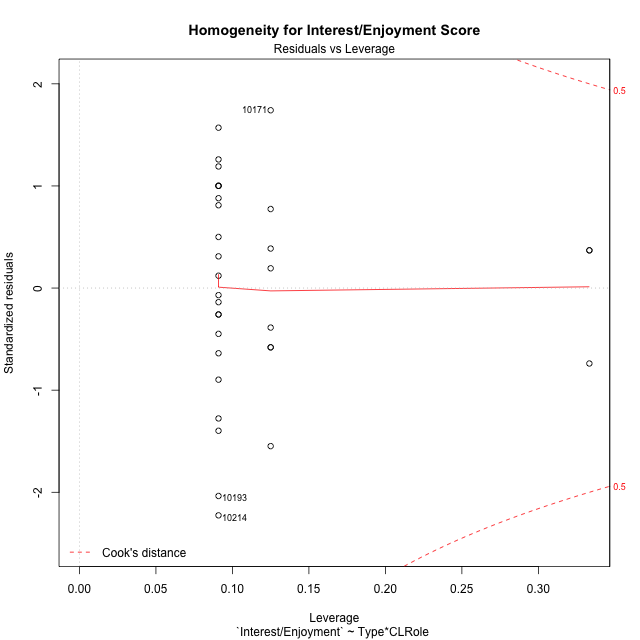 Homogeneity for Interest/Enjoyment Score
Residuals vs Leverage
2
1
0
-1
-2
Standardized residuals
10171
10193
10214
0.5
0.5
Cook's distance
0.00
0.05
0.10
0.15
0.20
0.25
0.30
Leverage
`Interest/Enjoyment` ~ Type*CLRole